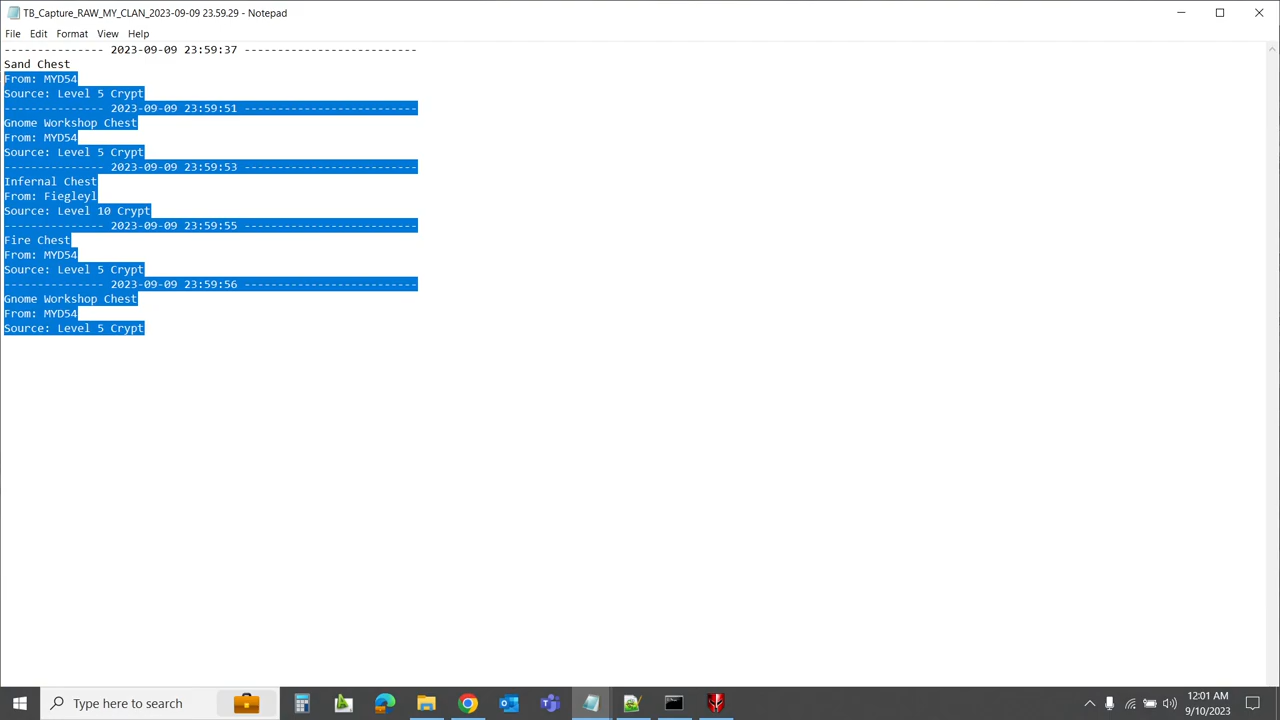 TB_Capture_RAW_MY_CLAN_2023-09-09 23.59.29 - Notepad
File Edit Format View Help
--------------- 2023-09-09 23:59:37 --------------------------
Sand Chest
From: MYD54
Source: Level 5 Crypt
--------------- 2023-09-09 23:59:51 --------------------------
Gnome Workshop Chest
From: MYD54
Source: Level 5 Crypt
--------------- 2023-09-09 23:59:53 --------------------------
Infernal Chest
From: Fiegleyl
Source: Level 10 Crypt
--------------- 2023-09-09 23:59:55 --------------------------
Fire Chest
From: MYD54
Source: Level 5 Crypt
--------------- 2023-09-09 23:59:56 --------------------------
Gnome Workshop Chest
From: MYD54
Source: Level 5 Crypt
Type here to search
12:01 AM
9/10/2023